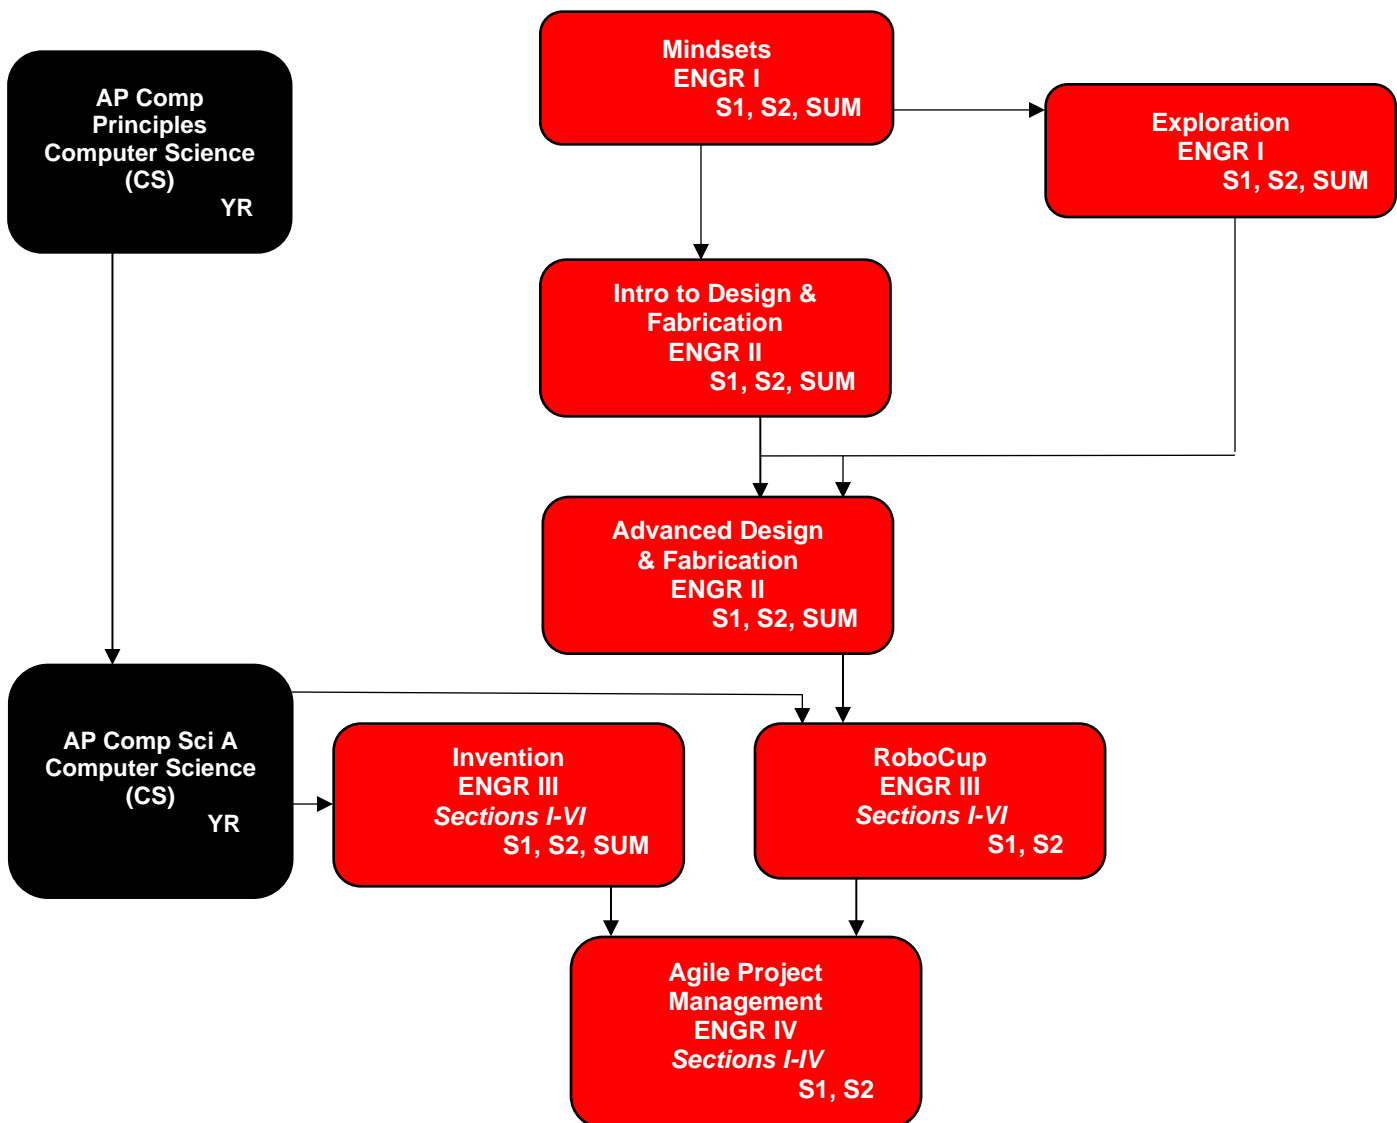 Mindsets
ENGR I
S1, S2, SUM
AP Comp
Principles
Computer Science
(CS)
YR
Exploration
ENGR I
S1, S2, SUM
Intro to Design &
Fabrication
ENGR II
S1, S2, SUM
Advanced Design
& Fabrication
ENGR II
S1, S2, SUM
AP Comp Sci A
Computer Science
(CS)
YR
Invention
ENGR III
Sections I-VI
S1, S2, SUM
RoboCup
ENGR III
Sections I-VI
S1, S2
Agile Project
Management
ENGR IV
Sections I-IV
S1, S2